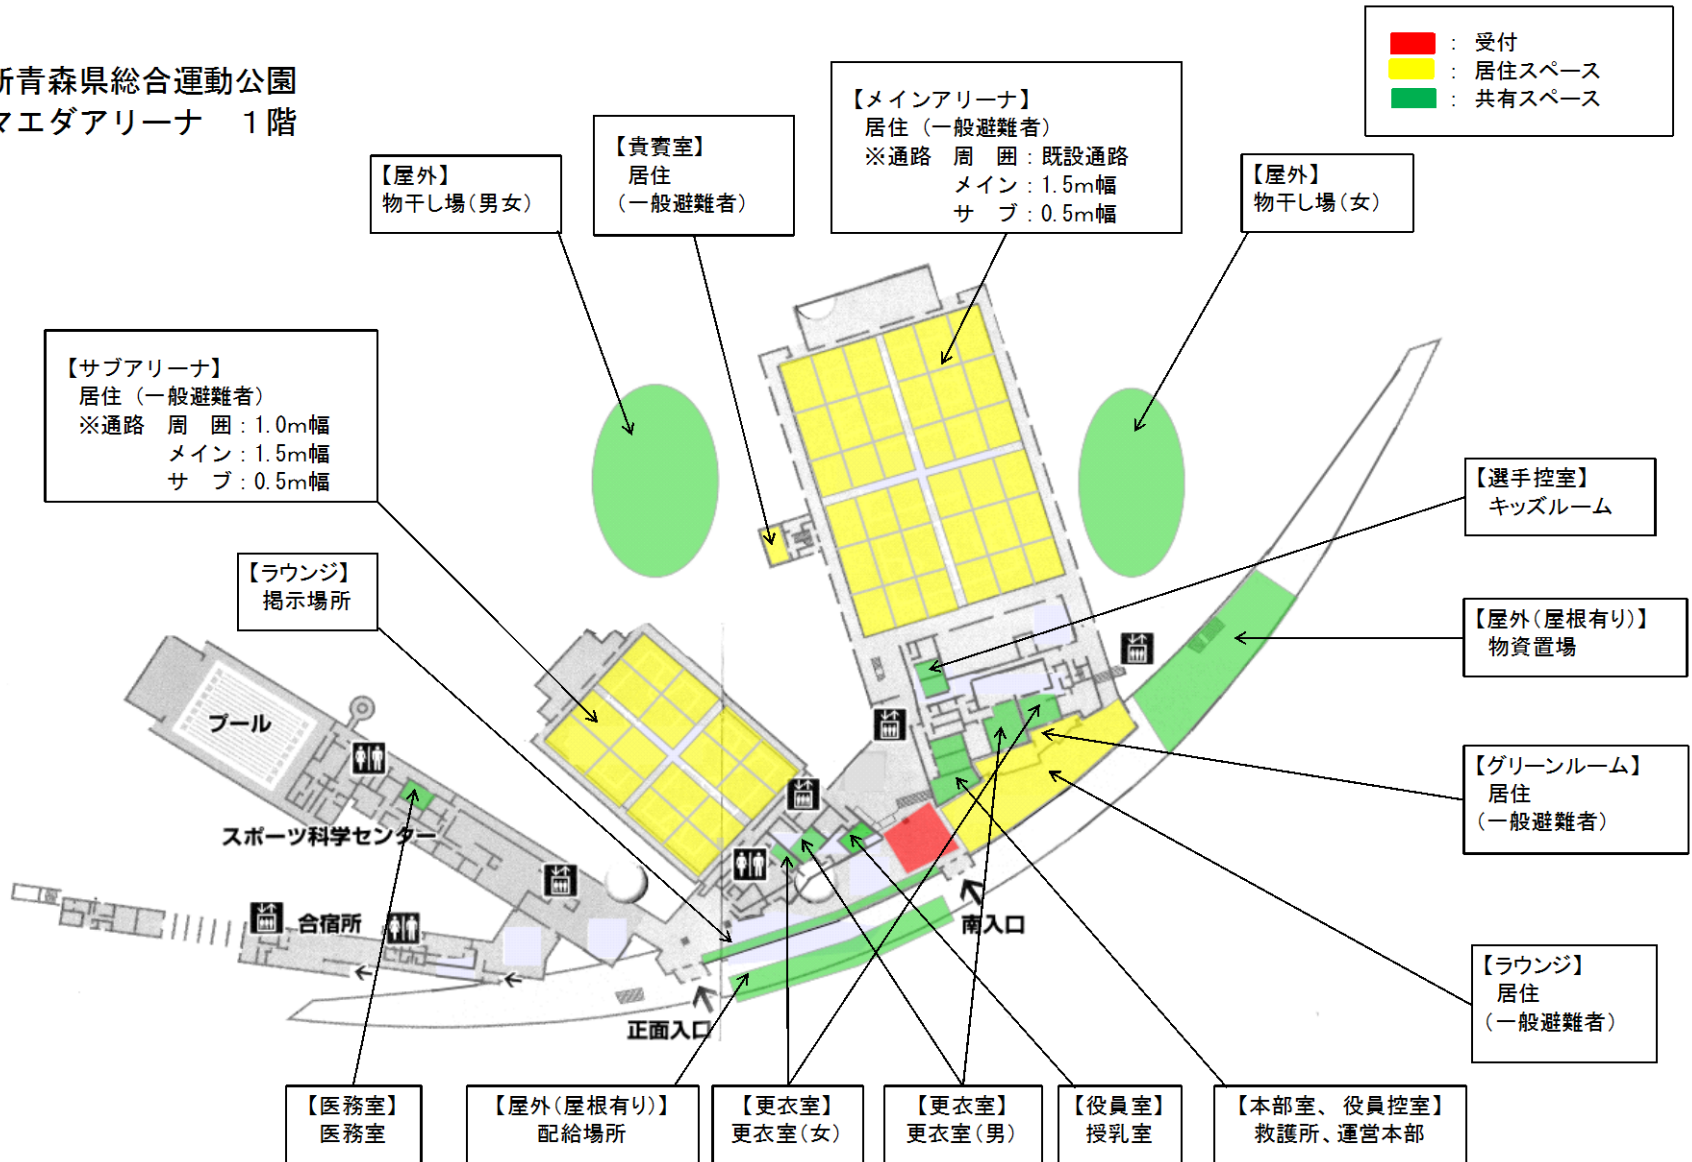 新青森県総合運動公園
マエダアリーナ　１階
： 受付
： 居住スペース
： 共有スペース
【メインアリーナ】
居住（一般避難者）
※通路　周　囲：既設通路
メイン：1.5m幅
サ　ブ：0.5m幅
【貴賓室】
居住
（一般避難者）
【屋外】
物干し場（男女）
【屋外】
物干し場（女）
【サブアリーナ】
居住（一般避難者）
※通路　周　囲：1.0m幅
メイン：1.5m幅
サ　ブ：0.5m幅
【選手控室】
キッズルーム
【ラウンジ】
掲示場所
【屋外（屋根有り）】
物資置場
プール
【グリーンルーム】
居住
（一般避難者）
スポーツ科学センター
合宿所
南入口
【ラウンジ】
居住
（一般避難者）
正面入口
【医務室】
医務室
【屋外（屋根有り）】
配給場所
【更衣室】
更衣室（女）
【更衣室】
更衣室（男）
【役員室】
授乳室
【本部室、役員控室】
救護所、運営本部